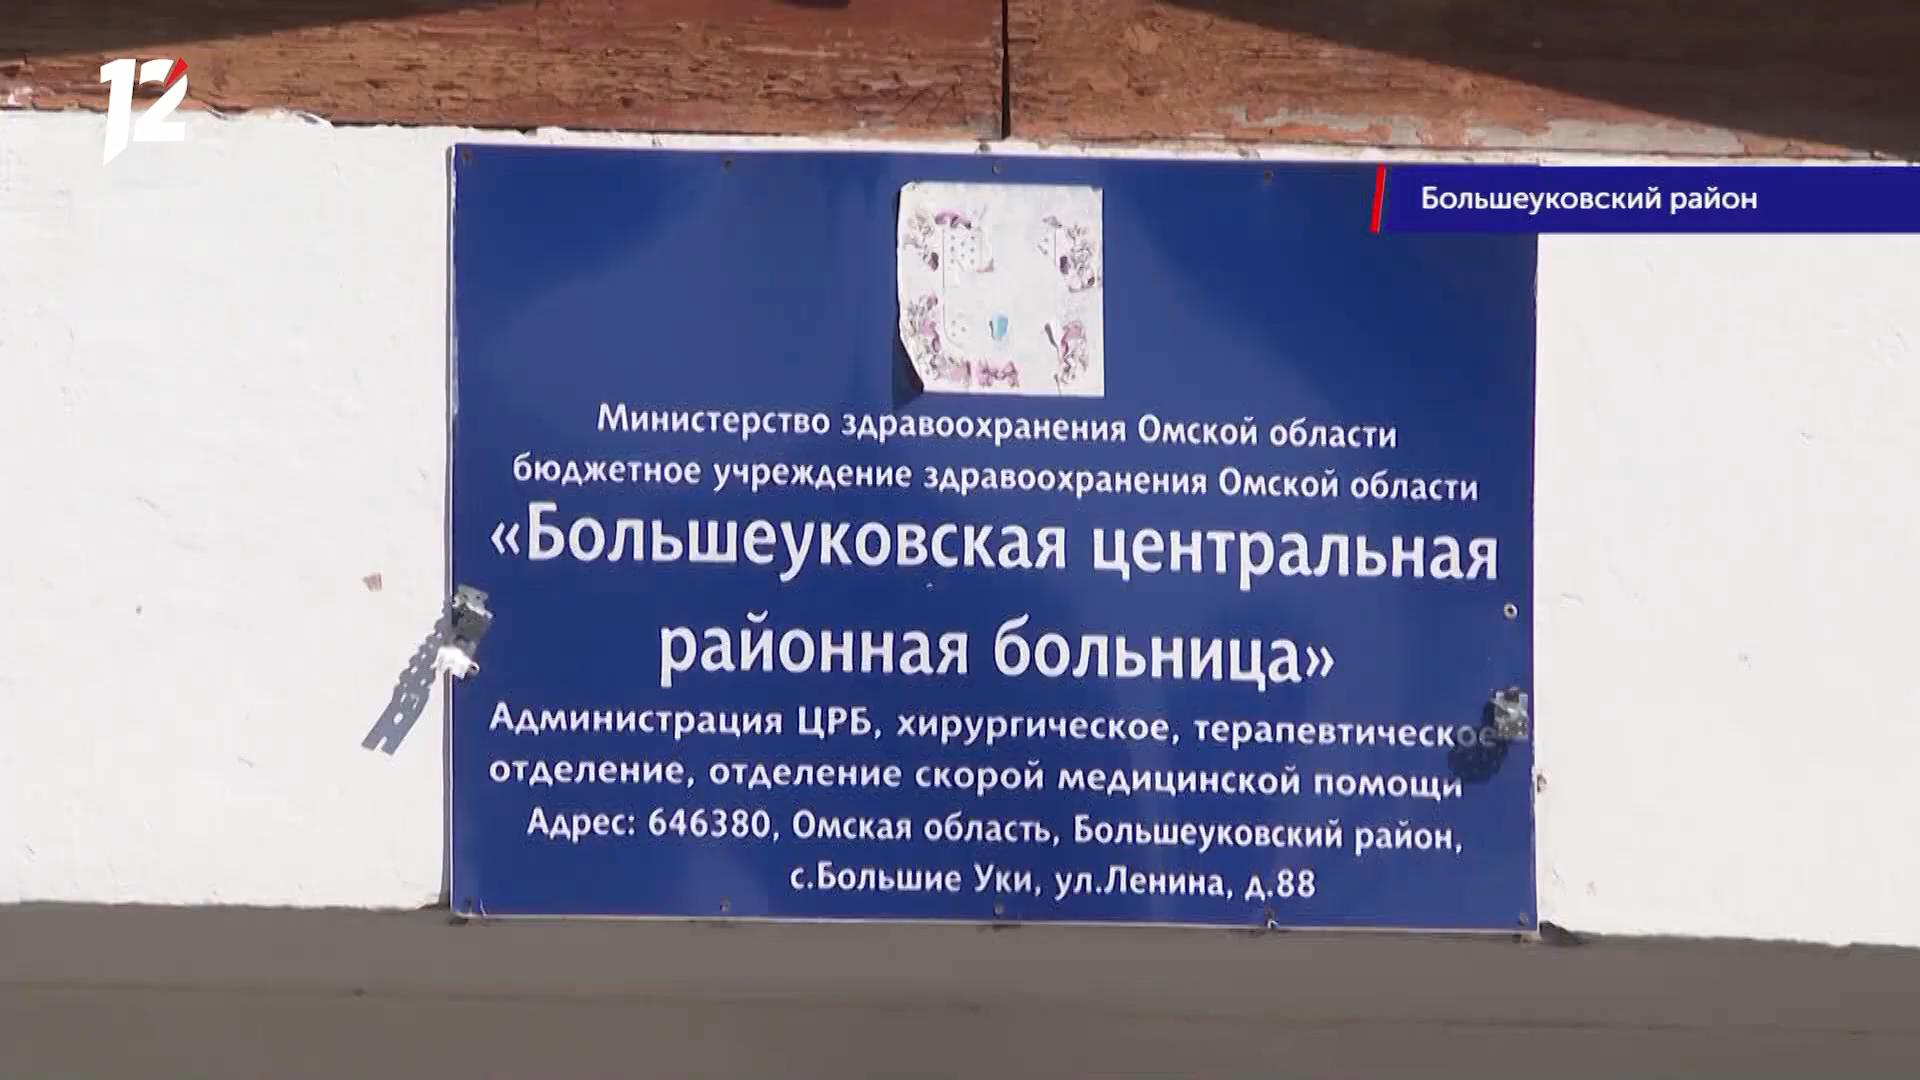 12
Большеуковский район
Министерство здравоохранения Омской области
бюджетное учреждение здравоохранения Омской области
«Большеуковская центральная
районная больница»
Администрация ЦРБ, хирургическое, терапевтическое
отделение, отделение скорой медицинской помощи
Адрес: 646380, Омская область, Большеуковский район,
с.Большие Уки, ул.Ленина, д.88